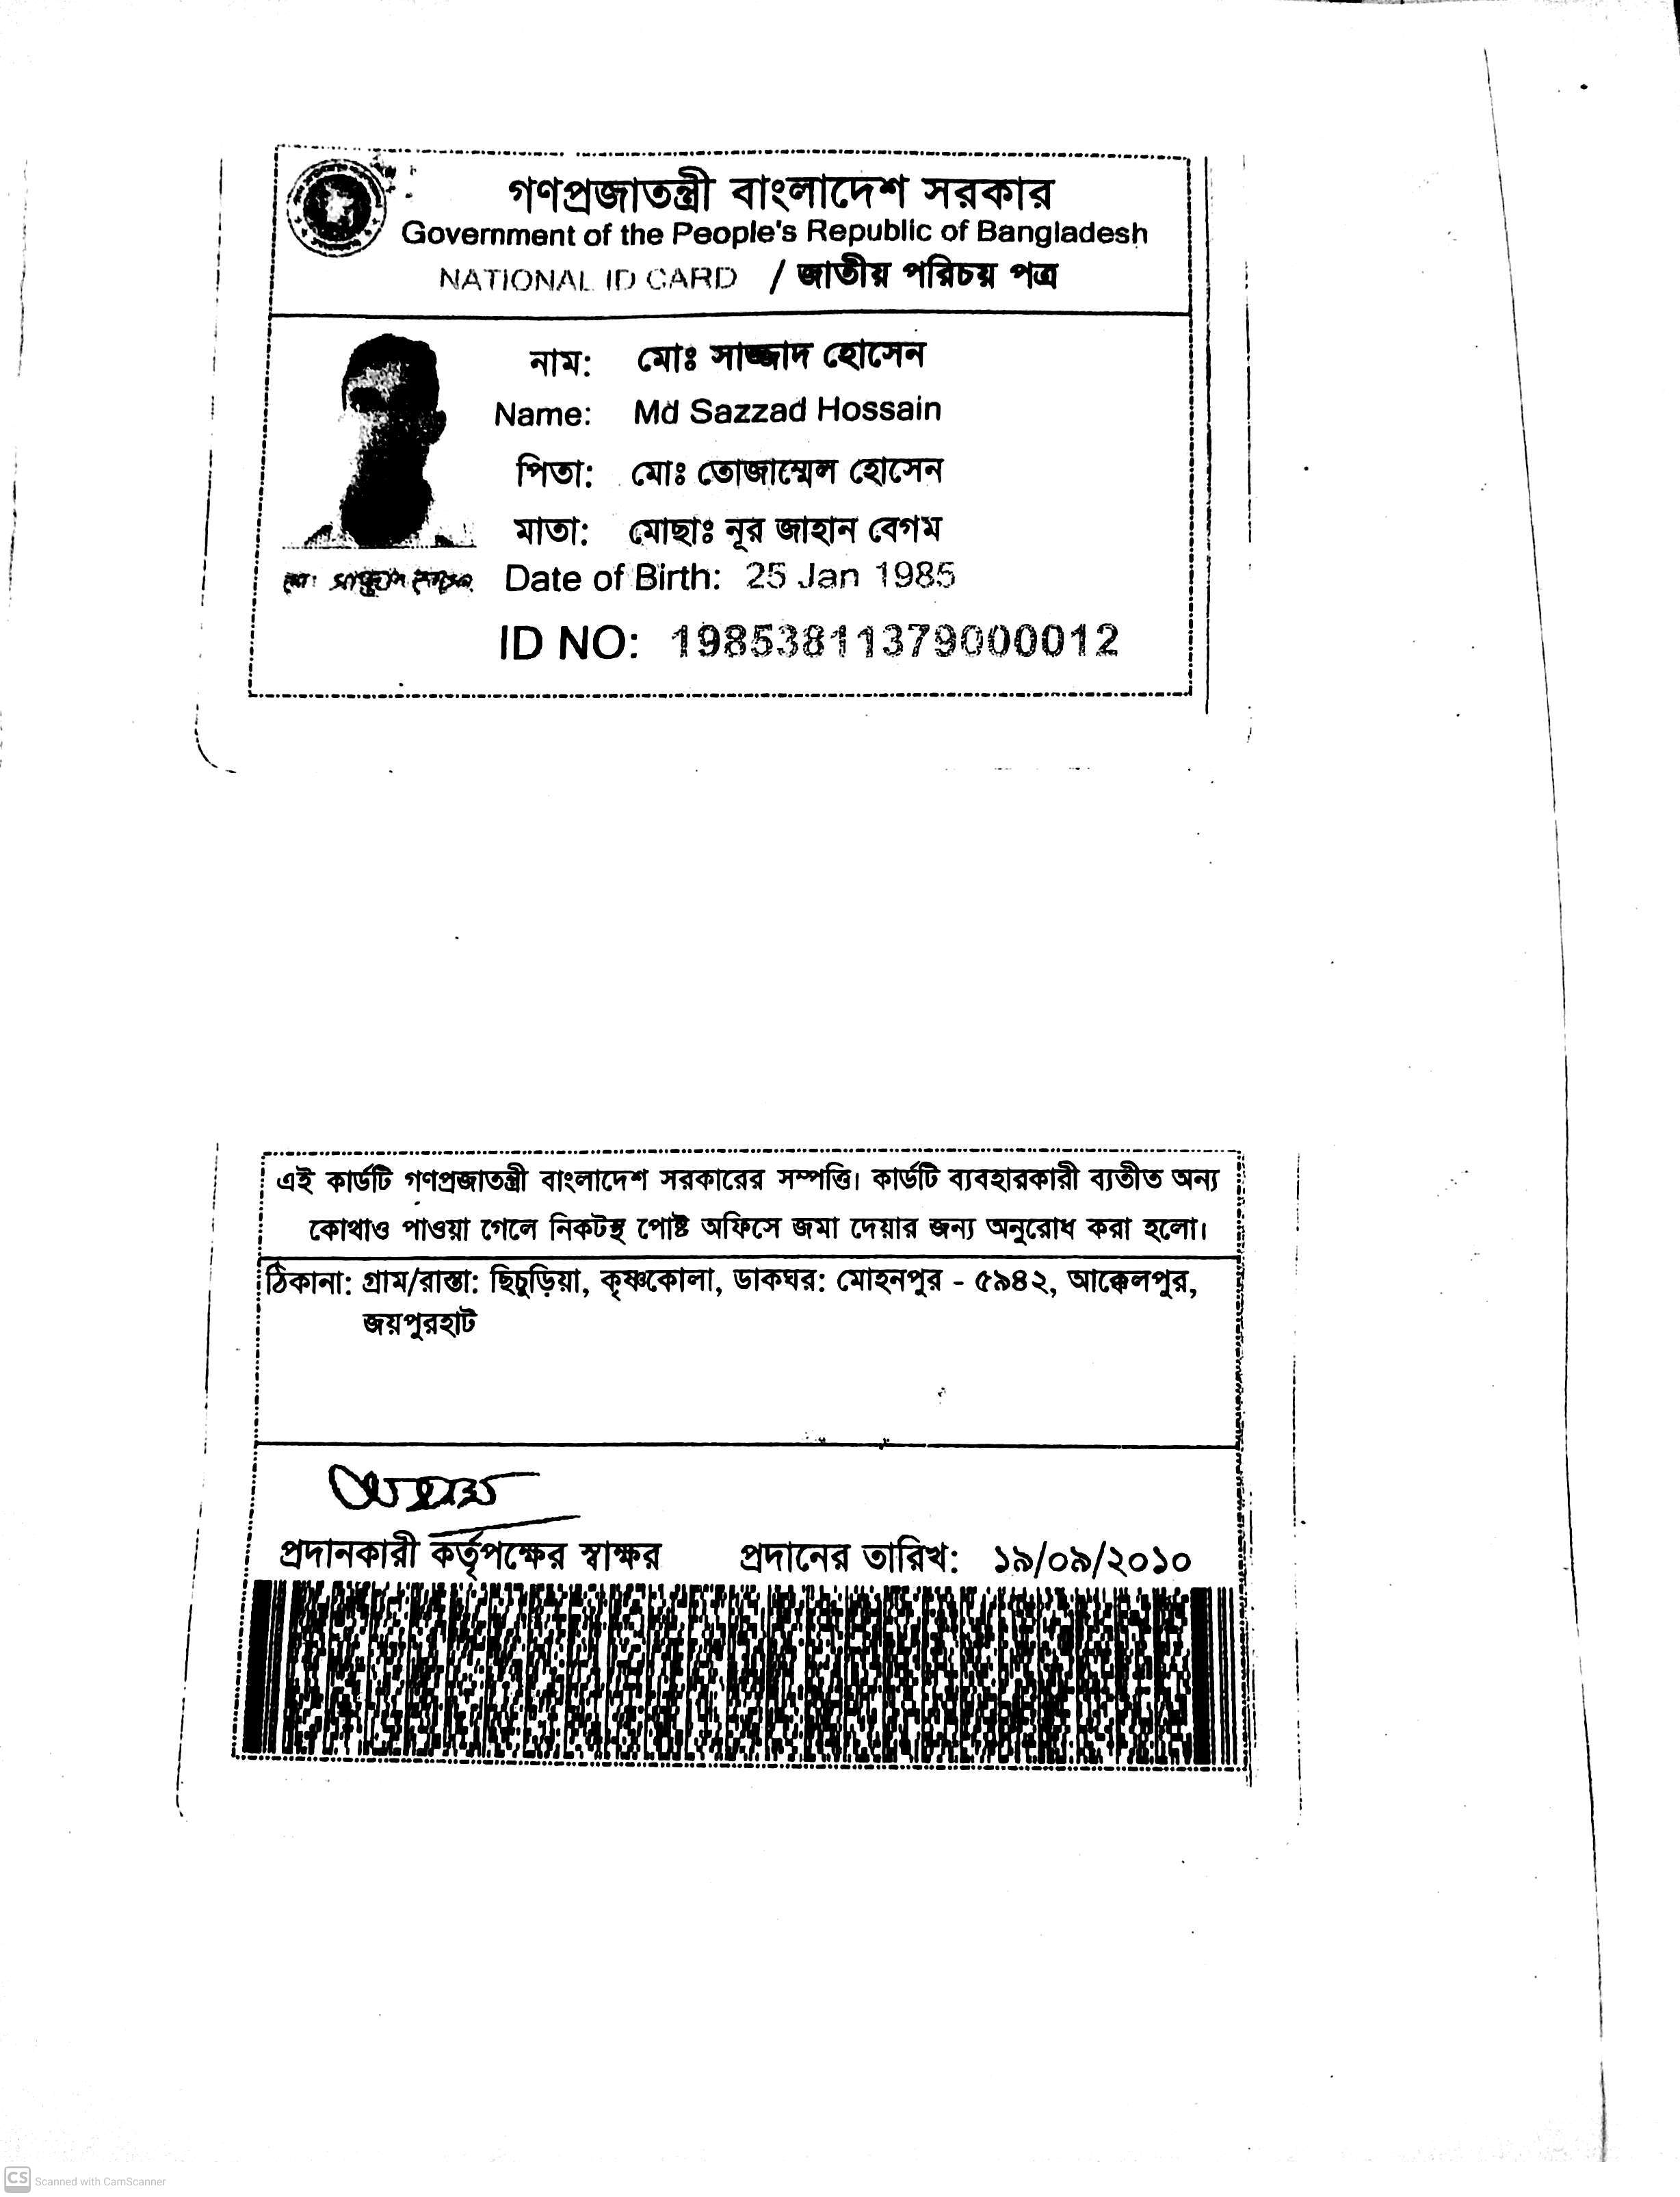 গণপ্রজাতন্ত্রী বাংলাদেশ সরকার
Government of the People's Republic of Bangladesh
NATIONAL ID CARD / জাতীয় পরিচয় পত্র
নাম: মোঃ সাজ্জাদ হোসেন
Name: Md Sazzad Hossain
পিতা: মোঃ তোজাম্মেল হোসেন
মাতা: মোছাঃ নূর জাহান বেগম
মোঃ সাজ্জাদ হোসেন
Date of Birth: 25 Jan 1985
ID NO: 19853811379000012
এই কার্ডটি গণপ্রজাতন্ত্রী বাংলাদেশ সরকারের সম্পত্তি। কার্ডটি ব্যবহারকারী ব্যতীত অন্য
কোথাও পাওয়া গেলে নিকটস্থ পোষ্ট অফিসে জমা দেয়ার জন্য অনুরোধ করা হলো।
ঠিকানা: গ্রাম/রাস্তা: ছিচুড়িয়া, কৃষ্ণকোলা, ডাকঘর: মোহনপুর - ৫৯৪২, আক্কেলপুর,
জয়পুরহাট
প্রদানকারী কর্তৃপক্ষের স্বাক্ষর প্রদানের তারিখ: ১৯/০৯/২০১০
CS Scanned with CamScanner